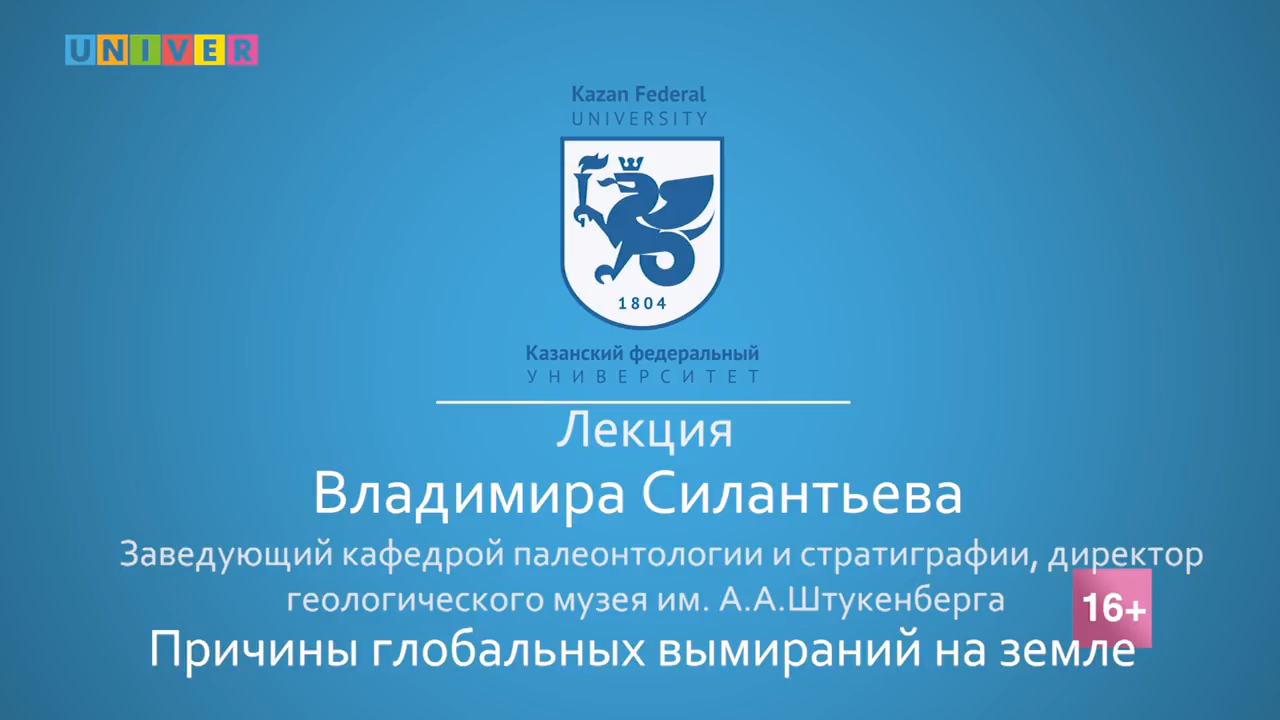 UNIVER
Kazan Federal
UNIVERSITY
1804
Казанский федеральный
УНИВЕРСИТЕТ
Лекция
Владимира Силантьева
Заведующий кафедрой палеонтологии и стратиграфии, директор
геологического музея им. А.А.Штукенберга
16+
Причины глобальных вымираний на земле